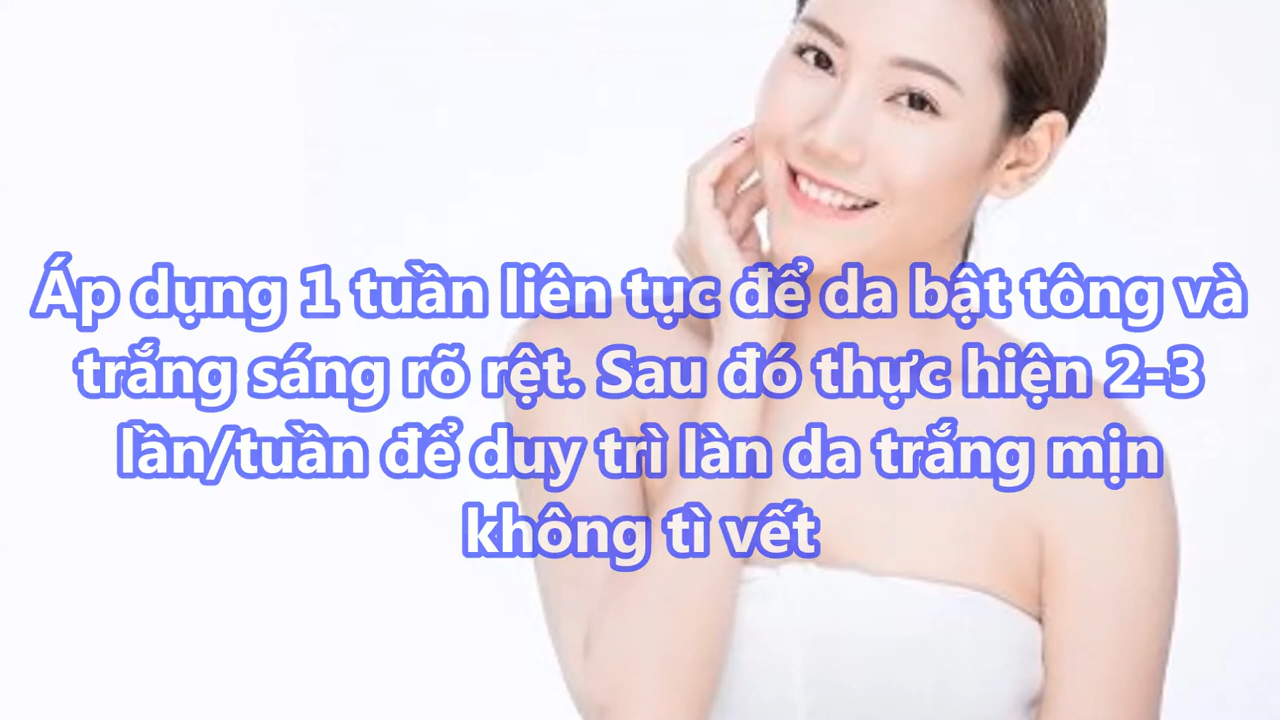 Áp dụng 1 tuần liên tục để da bật tông và
trắng sáng rõ rệt. Sau đó thực hiện 2-3
lần/tuần để duy trì làn da trắng mịn
không tì vết